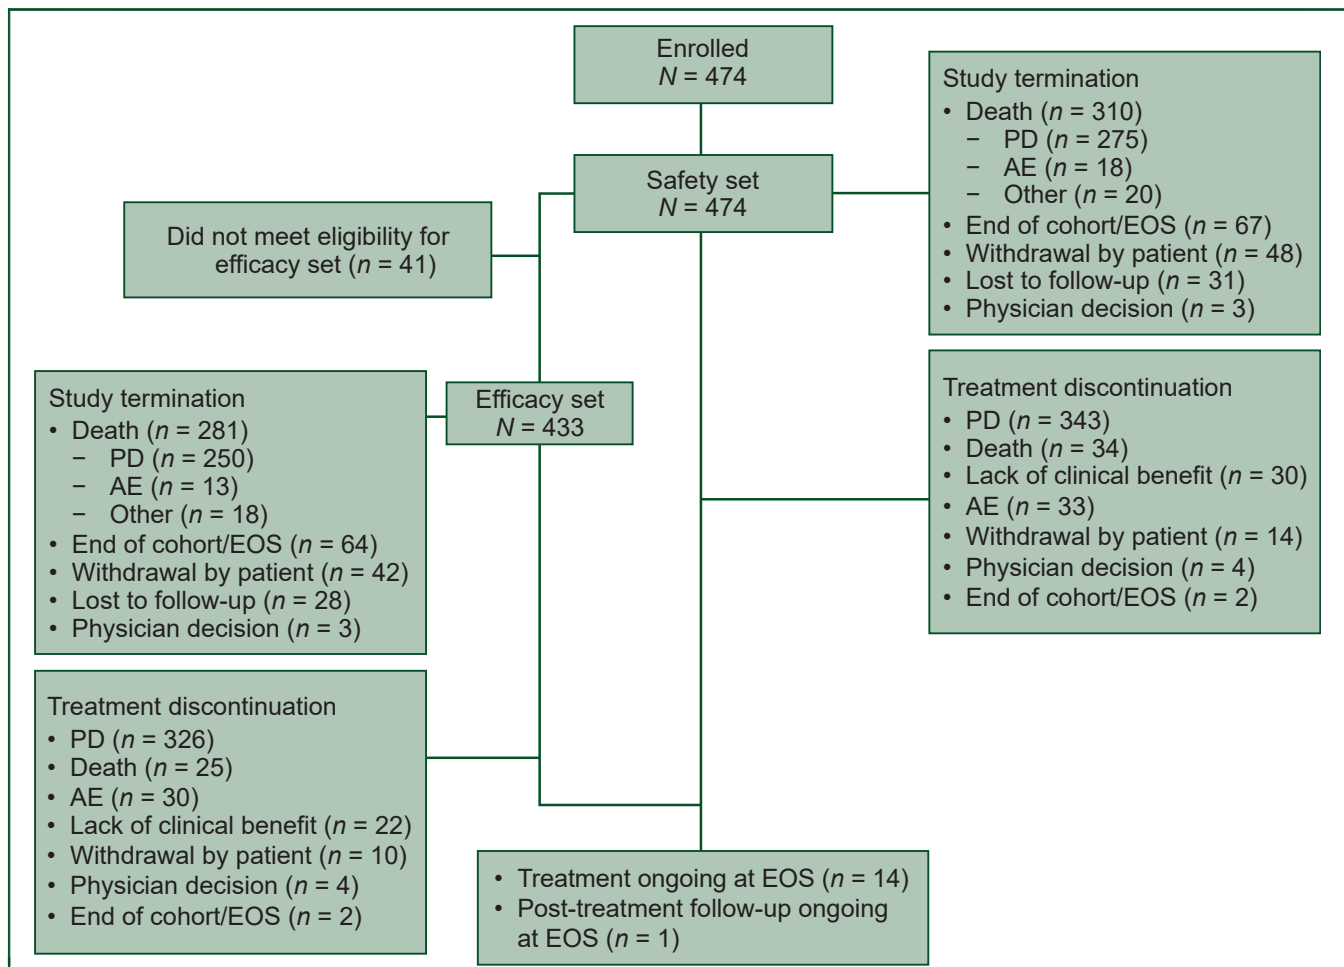 Enrolled
N = 474
Safety set
N = 474
Study termination
• Death (n = 310)
− PD (n = 275)
− AE (n = 18)
− Other (n = 20)
• End of cohort/EOS (n = 67)
• Withdrawal by patient (n = 48)
• Lost to follow-up (n = 31)
• Physician decision (n = 3)
Did not meet eligibility for
efficacy set (n = 41)
Treatment discontinuation
• PD (n = 343)
• Death (n = 34)
• Lack of clinical benefit (n = 30)
• AE (n = 33)
• Withdrawal by patient (n = 14)
• Physician decision (n = 4)
• End of cohort/EOS (n = 2)
Efficacy set
N = 433
Study termination
• Death (n = 281)
− PD (n = 250)
− AE (n = 13)
− Other (n = 18)
• End of cohort/EOS (n = 64)
• Withdrawal by patient (n = 42)
• Lost to follow-up (n = 28)
• Physician decision (n = 3)
Treatment discontinuation
• PD (n = 326)
• Death (n = 25)
• AE (n = 30)
• Lack of clinical benefit (n = 22)
• Withdrawal by patient (n = 10)
• Physician decision (n = 4)
• End of cohort/EOS (n = 2)
• Treatment ongoing at EOS (n = 14)
• Post-treatment follow-up ongoing
at EOS (n = 1)